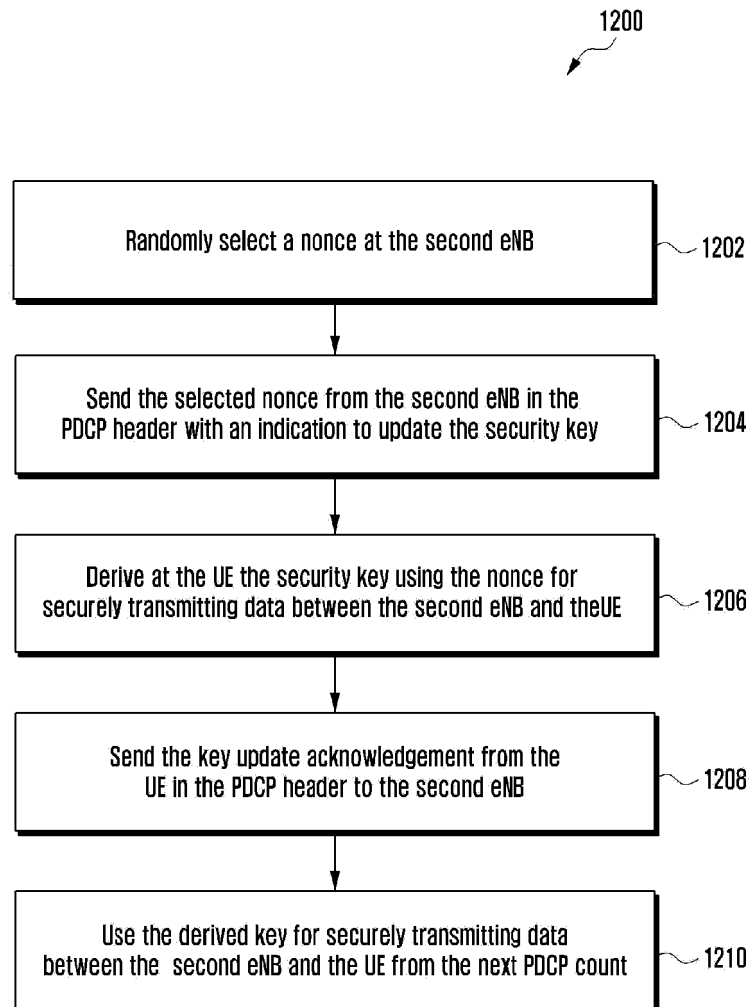 1200
Randomly select a nonce at the second eNB
1202
Send the selected nonce from the second eNB in the
PDCP header with an indication to update the security key
1204
Derive at the UE the security key using the nonce for
securely transmitting data between the second eNB and theUE
1206
Send the key update acknowledgement from the
UE in the PDCP header to the second eNB
1208
Use the derived key for securely transmitting data
between the second eNB and the UE from the next PDCP count
1210